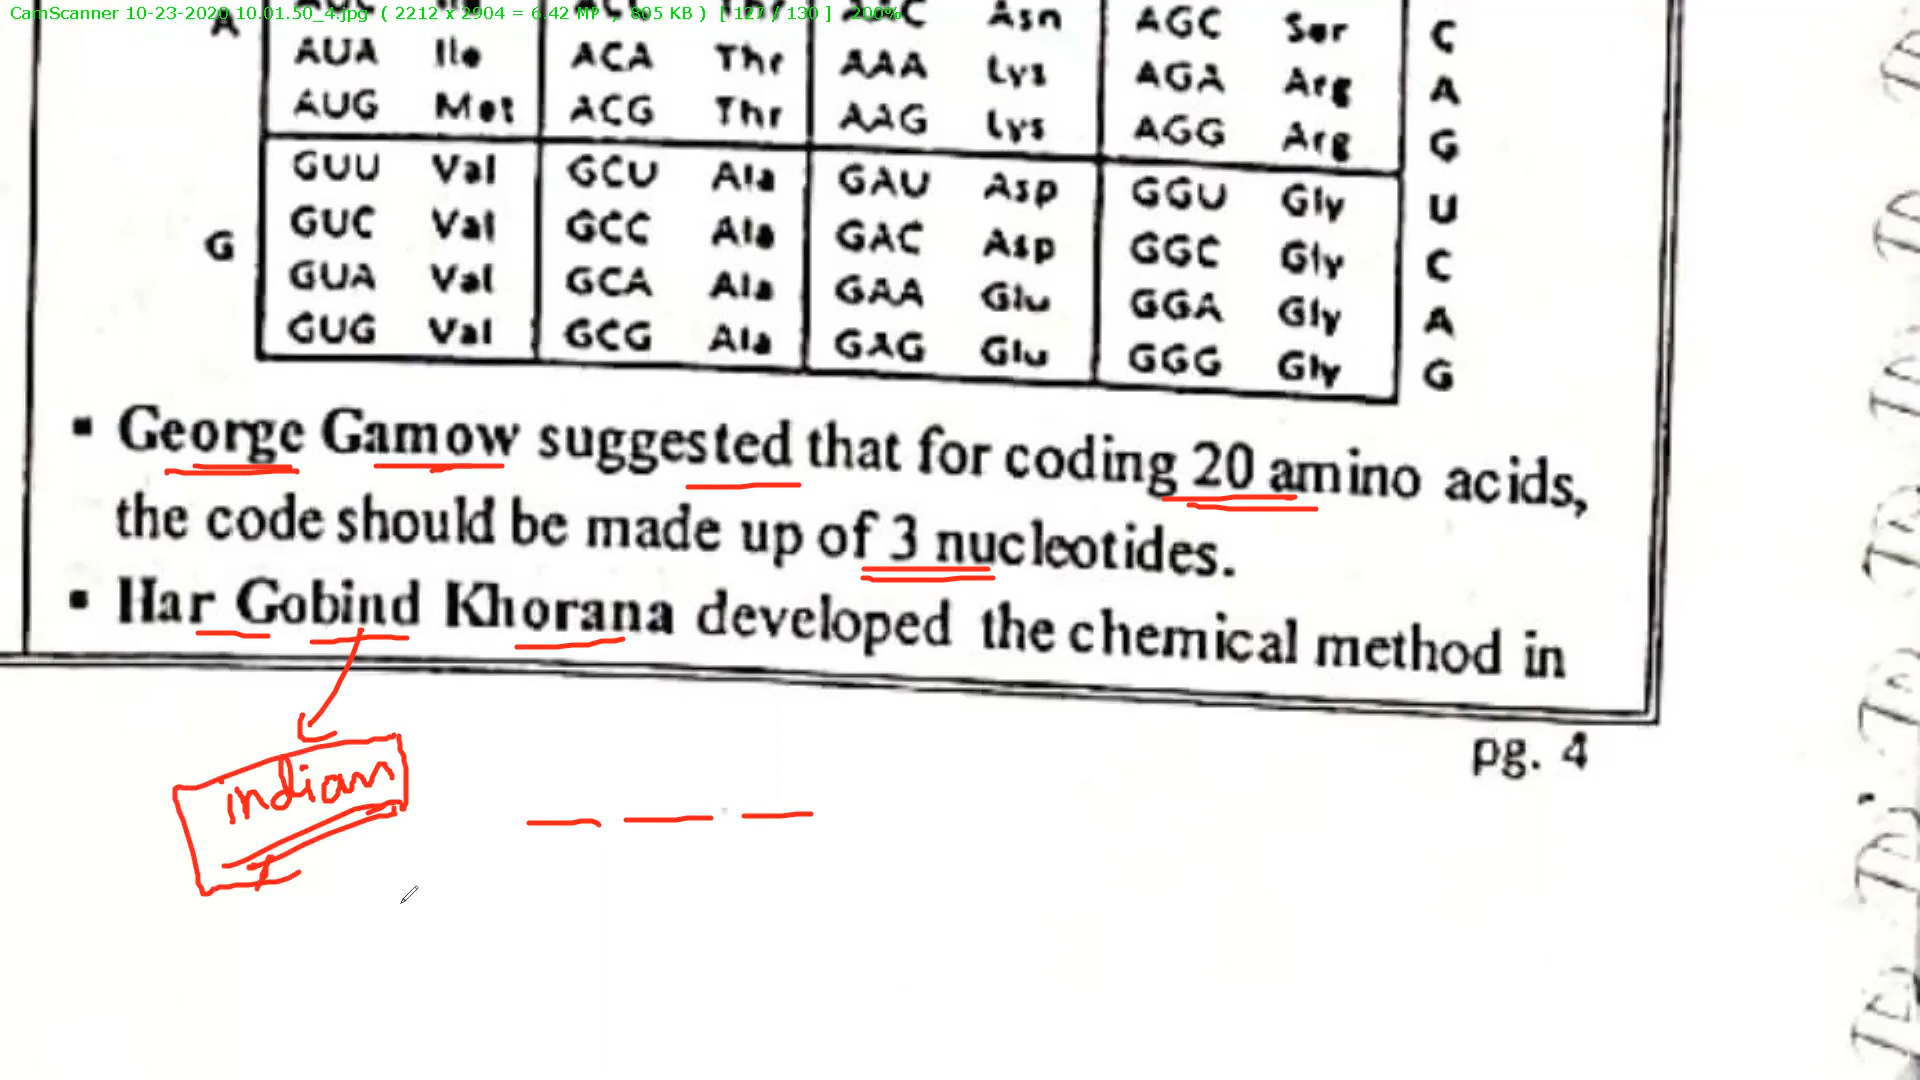 CamScanner 10-23-2020 10.01.50_4.jpg ( 2212 x 2904 = 6.42 MP , 805 KB ) [ 127 / 130 ] 200%
A Asn AGC Ser C
AUA Ile ACA Thr AAA Lys AGA Arg A
AUG Met ACG Thr AAG Lys AGG Arg G
GUU Val GCU Ala GAU Asp GGU Gly U
G GUC Val GCC Ala GAC Asp GGC Gly C
GUA Val GCA Ala GAA Glu GGA Gly A
GUG Val GCG Ala GAG Glu GGG Gly G
▪ George Gamow suggested that for coding 20 amino acids,
the code should be made up of 3 nucleotides.
▪ Har Gobind Khorana developed the chemical method in
pg. 4
indian